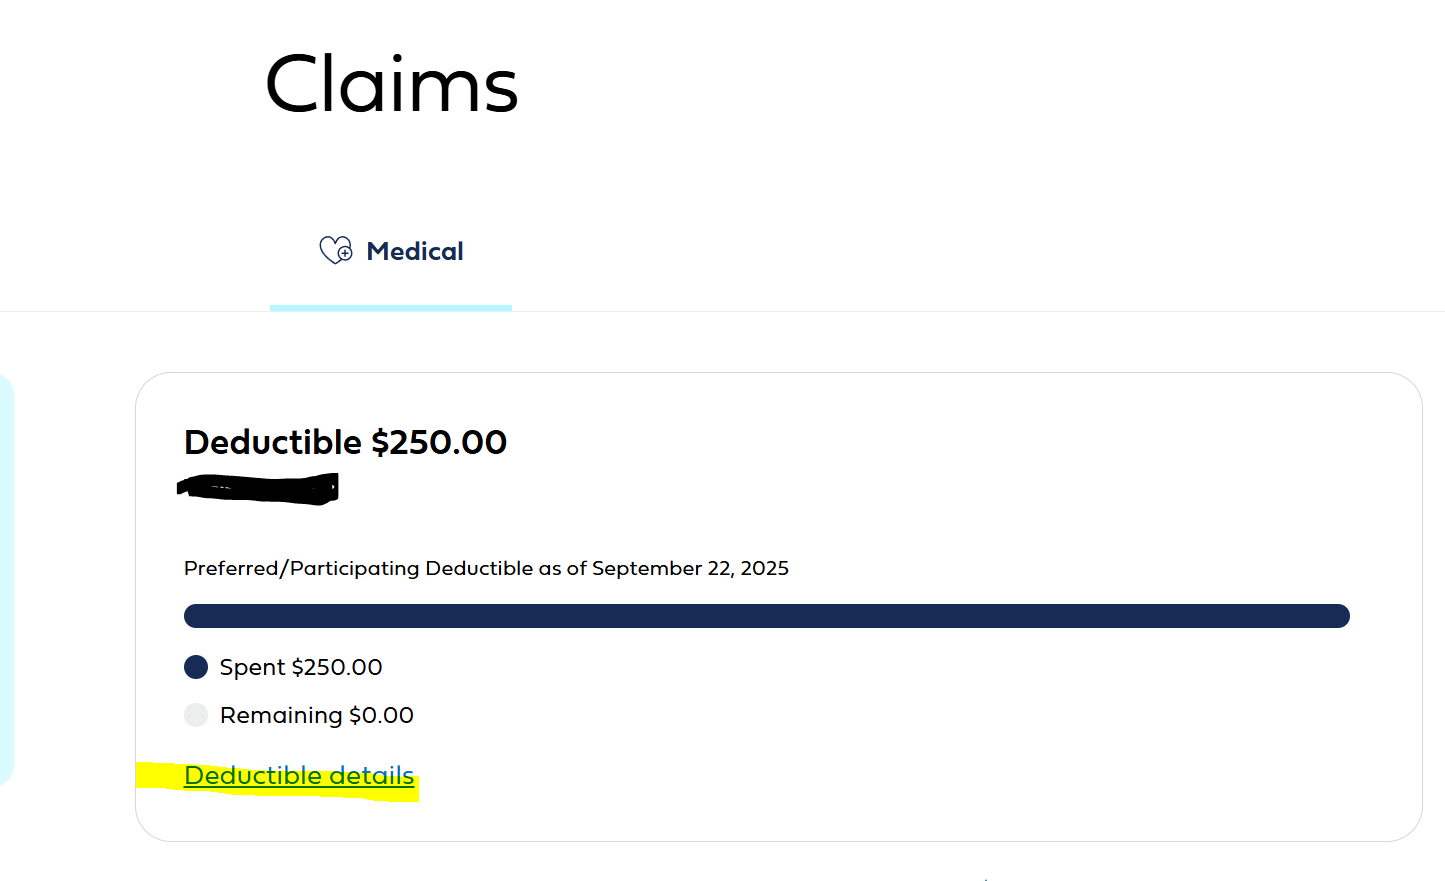 Claims
Medical
Deductible $250.00
Preferred/Participating Deductible as of September 22, 2025
Spent $250.00
Remaining $0.00
Deductible details